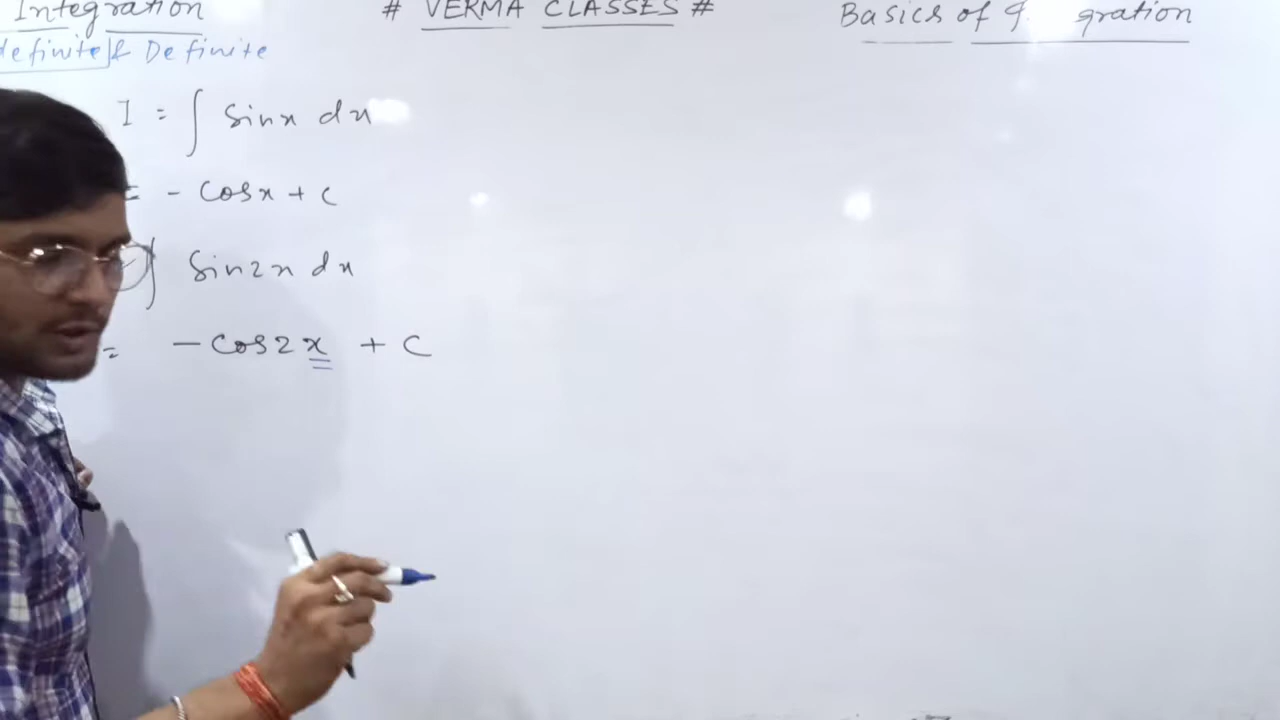 Integration
# VERMA CLASSES #
Basics of gration
definite & Definite
I = ∫ sinx dx
= - cosx + c
∫ sin2x dx
= - cos2x + c